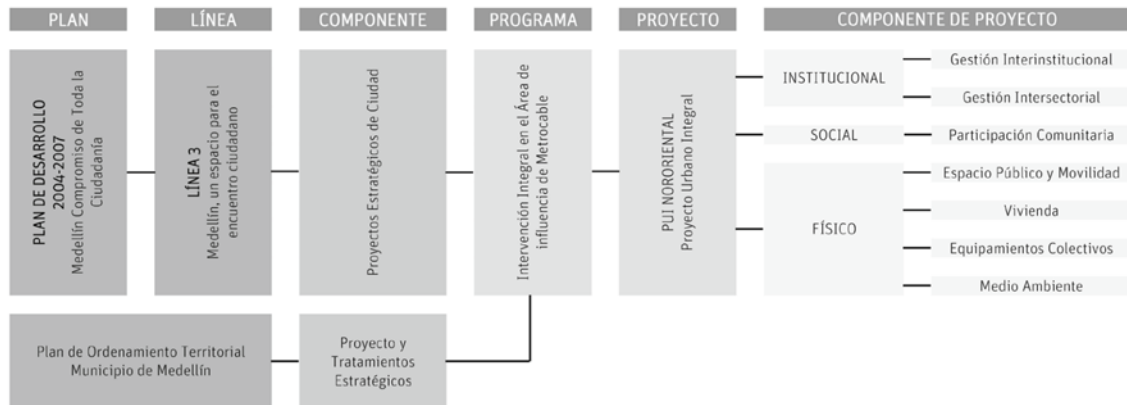 PLAN
LÍNEA
COMPONENTE
PROGRAMA
PROYECTO
COMPONENTE DE PROYECTO
PLAN DE DESARROLLO
2004-2007
Medellín Compromiso de Toda la
Ciudadanía
LÍNEA 3
Medellín, un espacio para el
encuentro ciudadano
Proyectos Estratégicos de Ciudad
Intervención Integral en el Área de
influencia de Metrocable
PUI NORORIENTAL
Proyecto Urbano Integral
INSTITUCIONAL
Gestión Interinstitucional
Gestión Intersectorial
SOCIAL
Participación Comunitaria
FÍSICO
Espacio Público y Movilidad
Vivienda
Equipamientos Colectivos
Medio Ambiente
Plan de Ordenamiento Territorial
Municipio de Medellín
Proyecto y
Tratamientos
Estratégicos